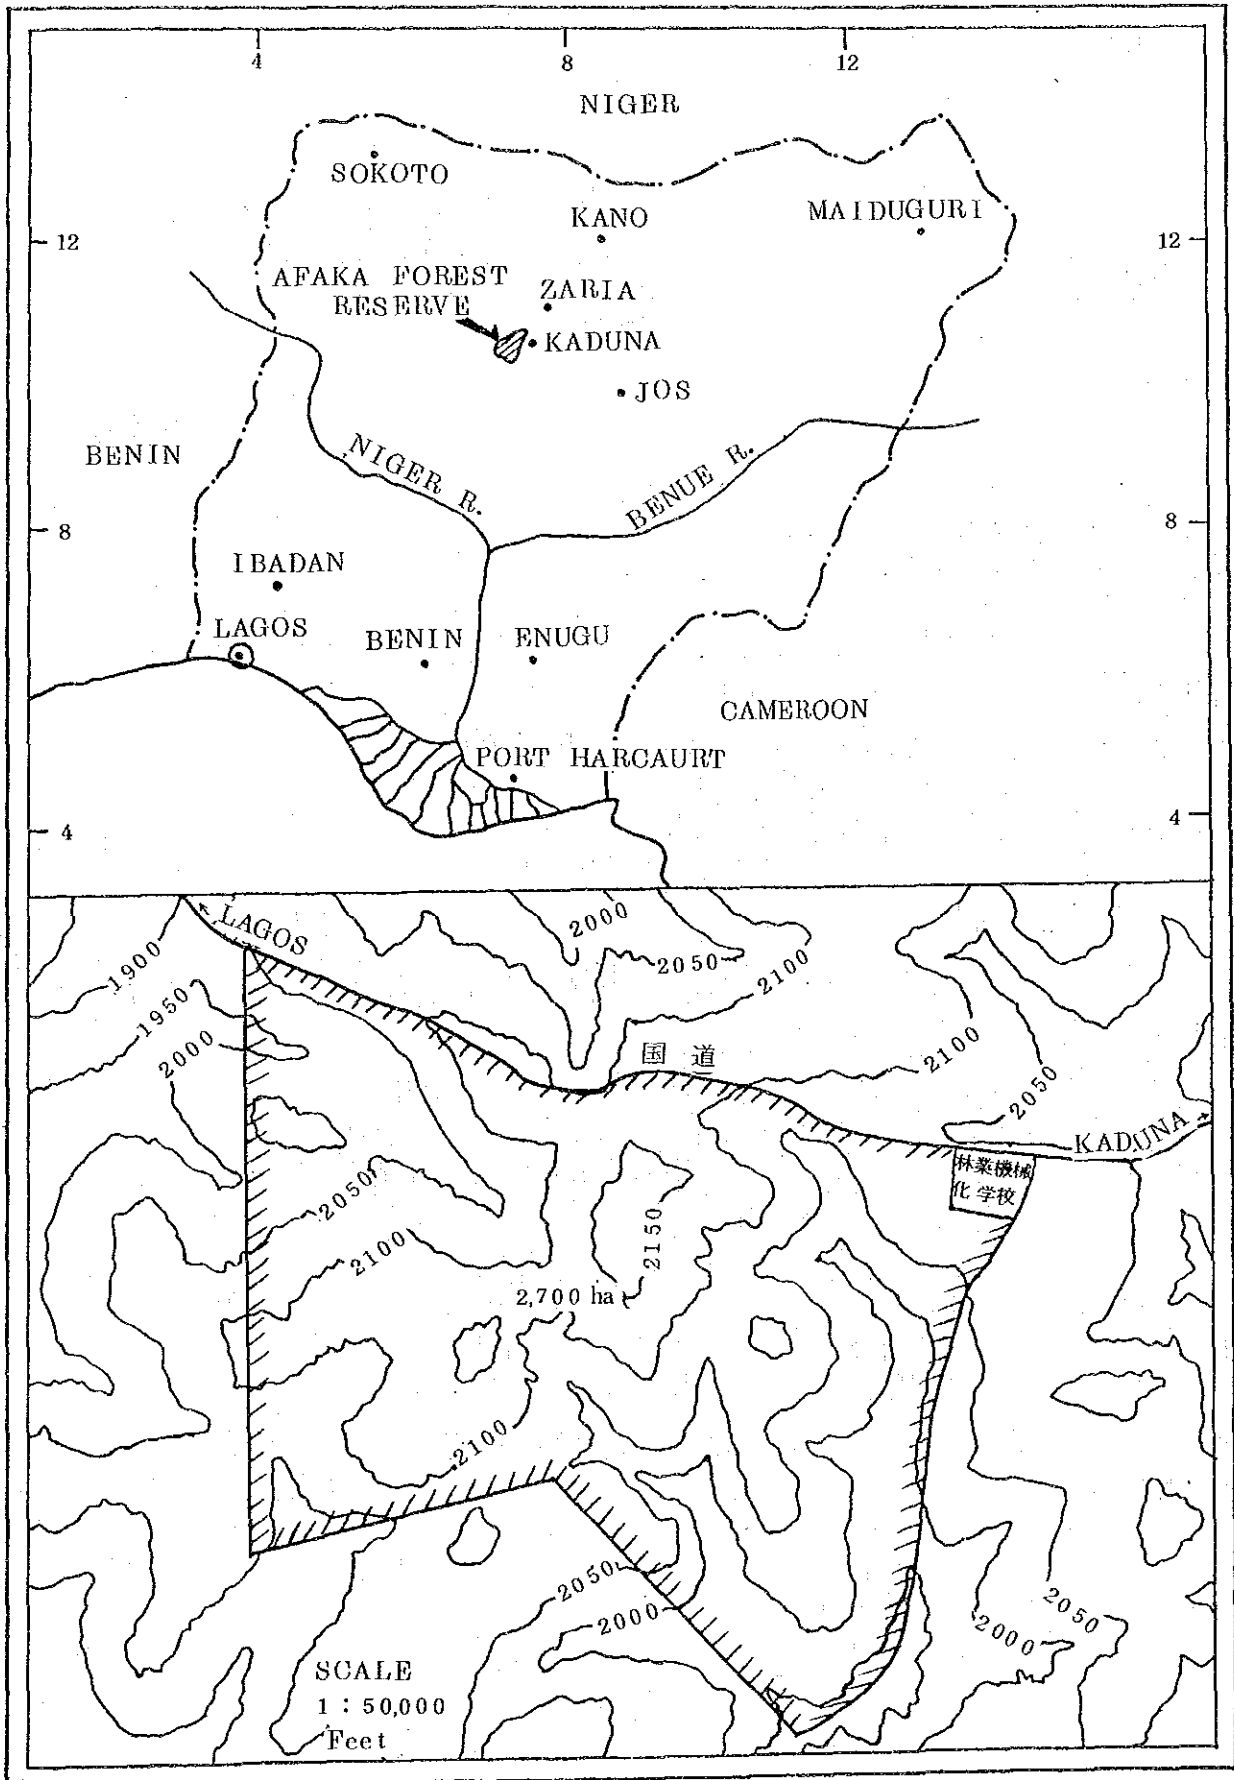 4 8 12
NIGER
SOKOTO
KANO
MAIDUGURI
12 12
AFAKA FOREST
RESERVE
ZARIA
KADUNA
JOS
BENIN
NIGER R.
BENUE R.
8 8
IBADAN
LAGOS
BENIN
ENUGU
CAMEROON
PORT HARCAURT
4 4
LAGOS
2000
1900
2050
2100
1950
2000
国道
2100
2050
KADUNA
林業機械
化学校
2050
2150
2100
2,700 ha
2100
2050
2000
2050
2000
SCALE
1 : 50,000
Feet